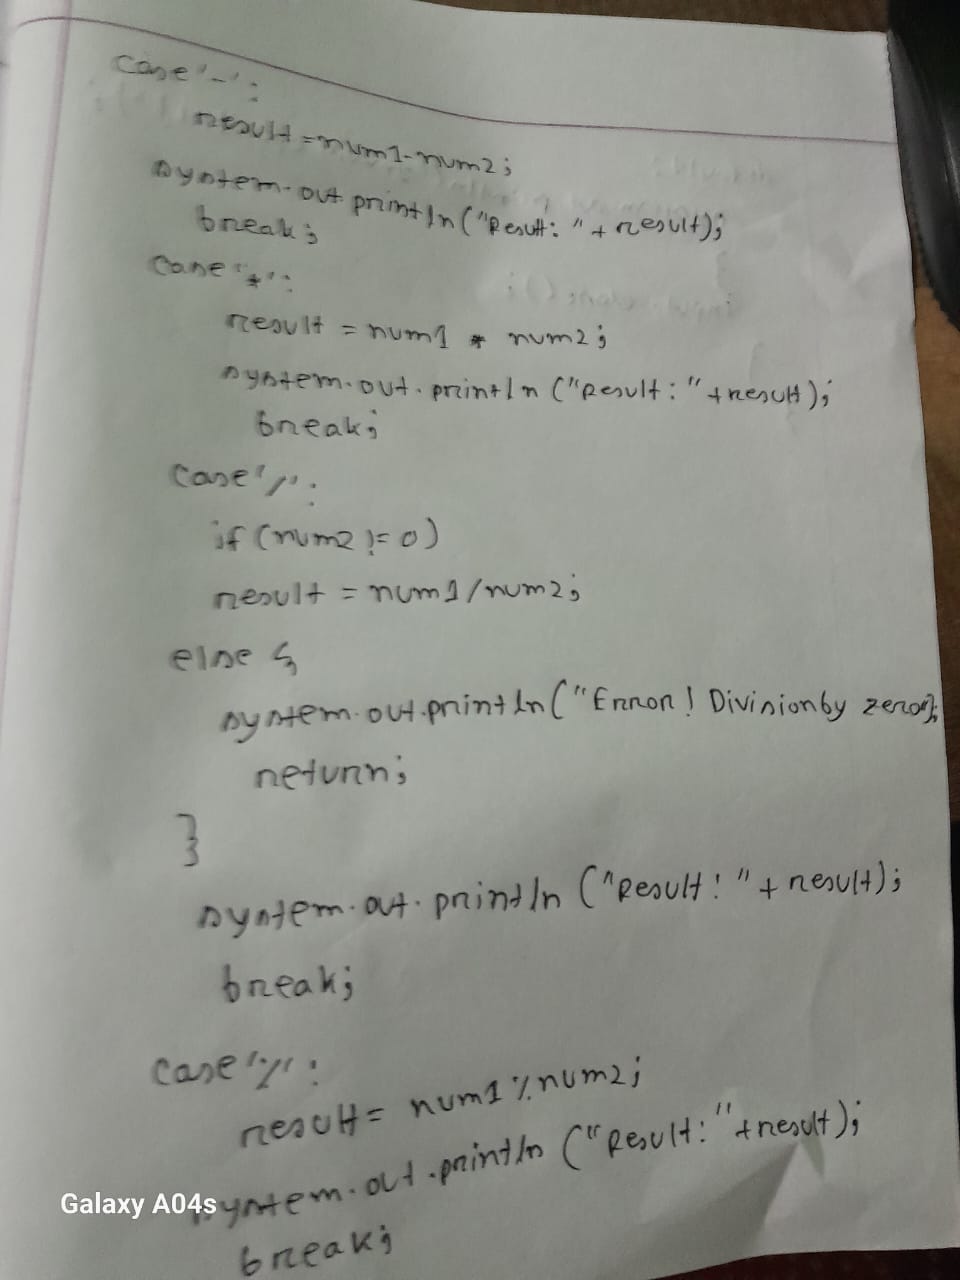 case '-':
result = num1 - num2;
system.out.println("Result: " + result);
break;
case '*':
result = num1 * num2;
system.out.println("Result: " + result);
break;
case '/':
if (num2 != 0)
result = num1 / num2;
else {
system.out.println("Error! Division by zero");
return;
}
system.out.println("Result: " + result);
break;
case '%':
result = num1 % num2;
system.out.println("Result: " + result);
break;
Galaxy A04s